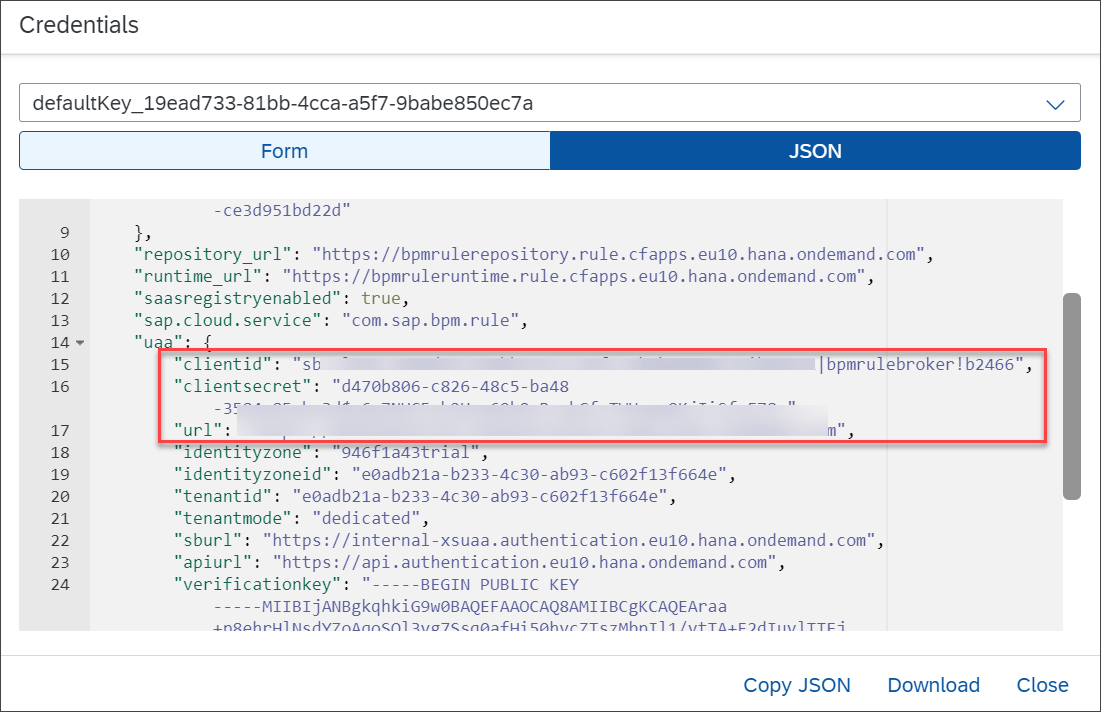 Credentials
defaultKey_19ead733-81bb-4cca-a5f7-9babe850ec7a
Form JSON
-ce3d951bd22d"
9 },
10 "repository_url": "https://bpmrulerepository.rule.cfapps.eu10.hana.ondemand.com",
11 "runtime_url": "https://bpmruleruntime.rule.cfapps.eu10.hana.ondemand.com",
12 "saasregistryenabled": true,
13 "sap.cloud.service": "com.sap.bpm.rule",
14 "uaa": {
15 "clientid": "sb |bpmrulebroker!b2466",
16 "clientsecret": "d470b806-c826-48c5-ba48
17 "url": m",
18 "identityzone": "946f1a43trial",
19 "identityzoneid": "e0adb21a-b233-4c30-ab93-c602f13f664e",
20 "tenantid": "e0adb21a-b233-4c30-ab93-c602f13f664e",
21 "tenantmode": "dedicated",
22 "sburl": "https://internal-xsuaa.authentication.eu10.hana.ondemand.com",
23 "apiurl": "https://api.authentication.eu10.hana.ondemand.com",
24 "verificationkey": "-----BEGIN PUBLIC KEY
-----MIIBIjANBgkqhkiG9w0BAQEFAAOCAQ8AMIIBCgKCAQEAraa
Copy JSON Download Close